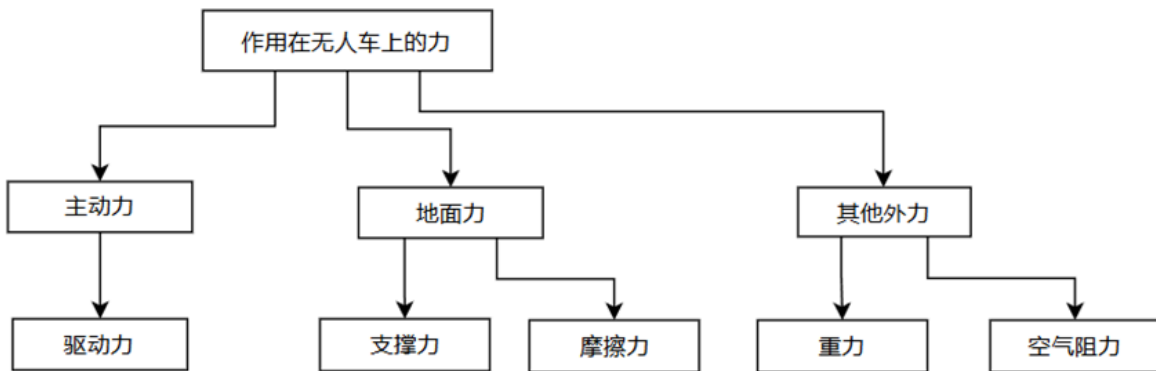 作用在无人车上的力
主动力
地面力
其他外力
驱动力
支撑力
摩擦力
重力
空气阻力